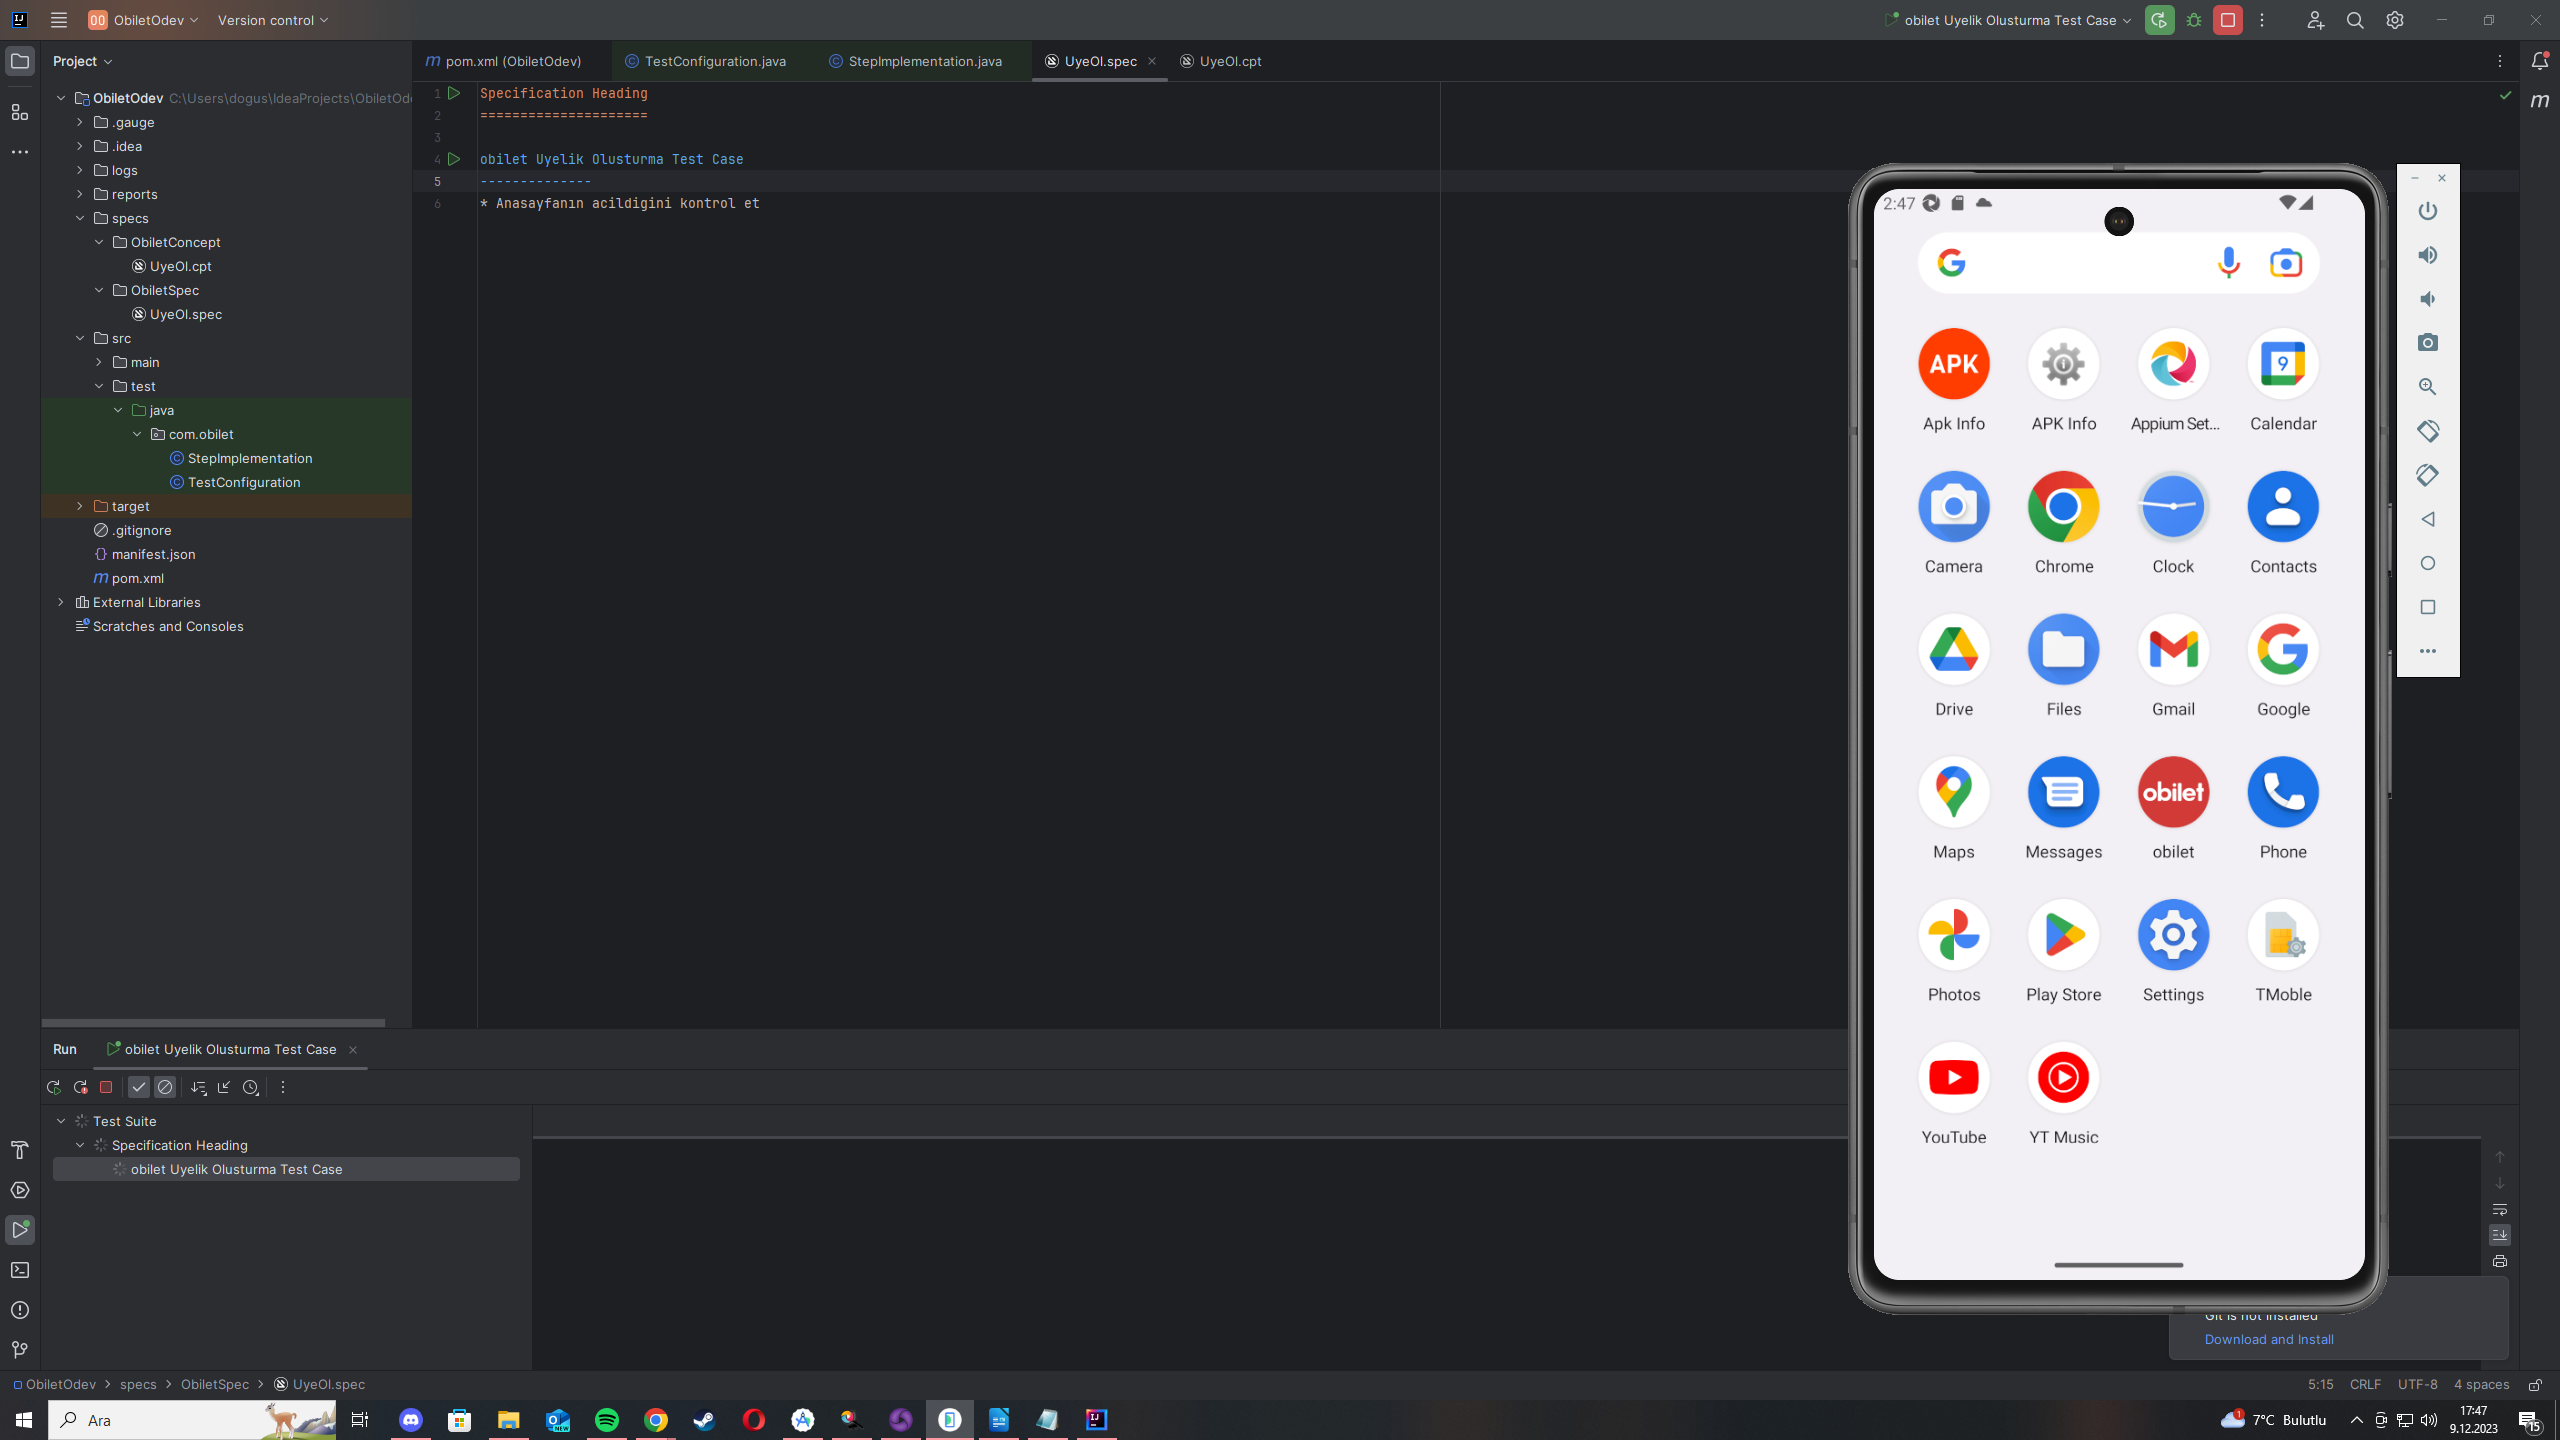 ObiletOdev
Version control
obilet Uyelik Olusturma Test Case
Project
pom.xml (ObiletOdev)
TestConfiguration.java
StepImplementation.java
UyeOl.spec
UyeOl.cpt
ObiletOdev C:\Users\dogus\IdeaProjects\ObiletOde
.gauge
.idea
logs
reports
specs
ObiletConcept
UyeOl.cpt
ObiletSpec
UyeOl.spec
src
main
test
java
com.obilet
StepImplementation
TestConfiguration
target
.gitignore
manifest.json
pom.xml
External Libraries
Scratches and Consoles
1 Specification Heading
2 =====================
3
4 obilet Uyelik Olusturma Test Case
5 --------------
6 * Anasayfanın acildigini kontrol et
2:47
APK
9
Apk Info
APK Info
Appium Set...
Calendar
Camera
Chrome
Clock
Contacts
Drive
Files
Gmail
Google
obilet
Maps
Messages
obilet
Phone
Photos
Play Store
Settings
TMoble
YouTube
YT Music
Run
obilet Uyelik Olusturma Test Case
Test Suite
Specification Heading
obilet Uyelik Olusturma Test Case
Git is not installed
Download and Install
ObiletOdev > specs > ObiletSpec > UyeOl.spec
5:15 CRLF UTF-8 4 spaces
Ara
7°C Bulutlu
17:47
9.12.2023
15